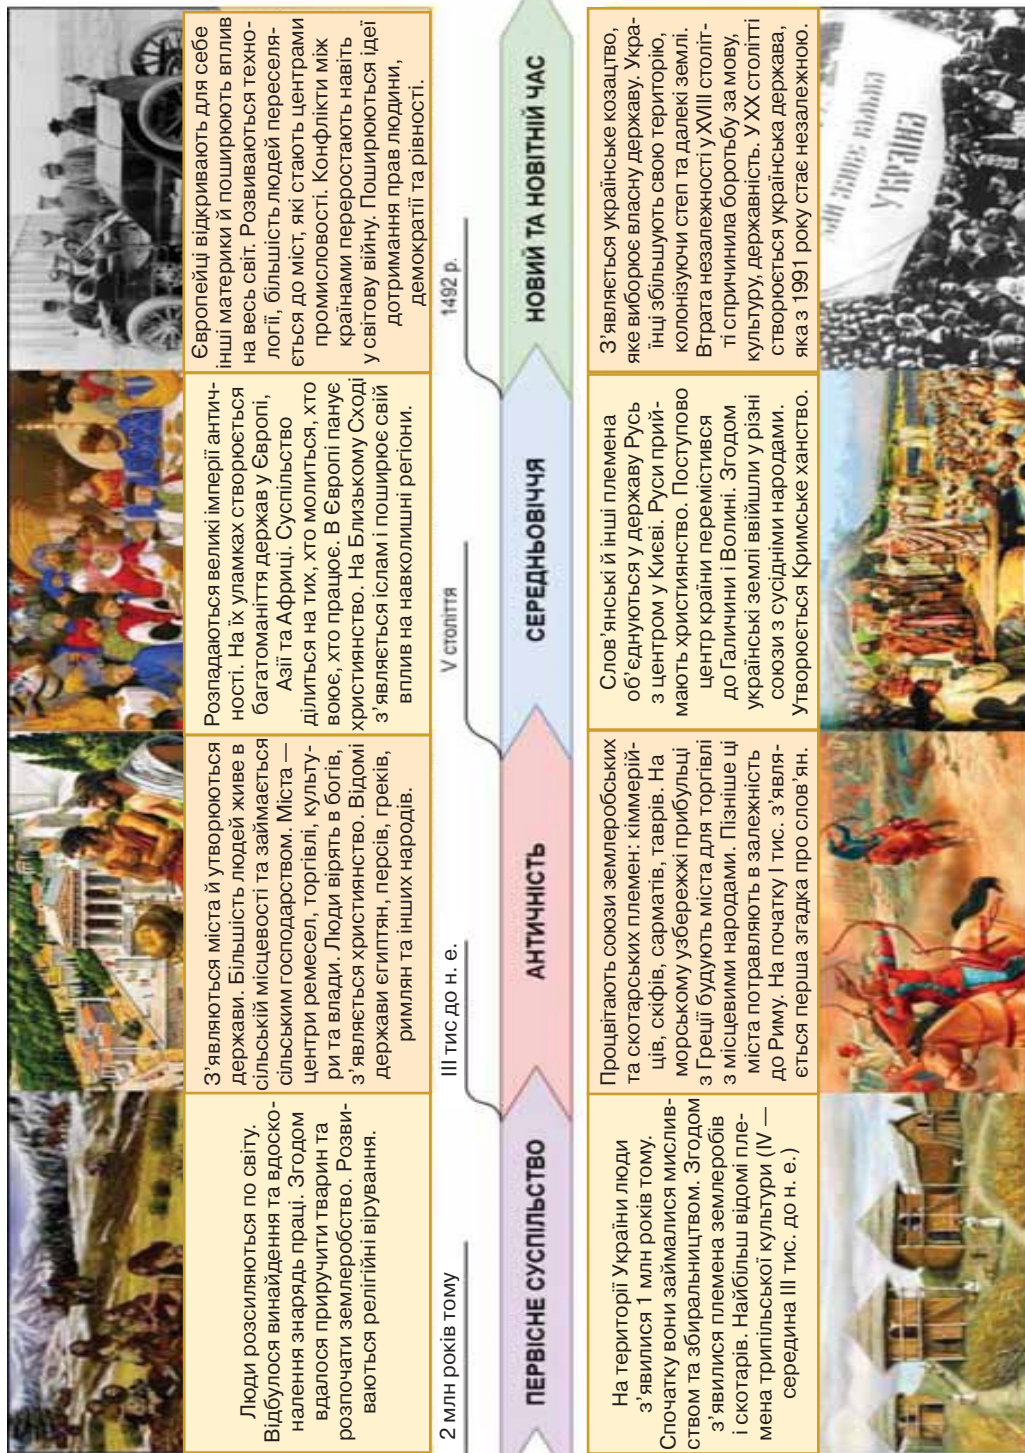 Люди розсиляються по світу.
Відбулося винайдення та вдоско-
налення знарядь праці. Згодом
вдалося приручити тварин та
розпочати землеробство. Розви-
ваються релігійні вірування.
З’являються міста й утворюються
держави. Більшість людей живе в
сільській місцевості та займається
сільським господарством. Міста —
центри ремесел, торгівлі, культу-
ри та влади. Люди вірять в богів,
з’являється християнство. Відомі
держави єгиптян, персів, греків,
римлян та інших народів.
Розпадаються великі імперії антич-
ності. На їх уламках створюється
багатоманіття держав у Європі,
Азії та Африці. Суспільство
ділиться на тих, хто молиться, хто
воює, хто працює. В Європі панує
християнство. На Близькому Сході
з’являється іслам і поширює свій
вплив на навколишні регіони.
Європейці відкривають для себе
інші материки й поширюють вплив
на весь світ. Розвиваються техно-
логії, більшість людей переселя-
ється до міст, які стають центрами
промисловості. Конфлікти між
країнами переростають навіть
у світову війну. Поширюються ідеї
дотримання прав людини,
демократії та рівності.
2 млн років тому
ІІІ тис до н. е.
V століття
1492 р.
ПЕРВІСНЕ СУСПІЛЬСТВО
АНТИЧНІСТЬ
СЕРЕДНЬОВІЧЧЯ
НОВИЙ ТА НОВІТНІЙ ЧАС
На території України люди
з’явилися 1 млн років тому.
Спочатку вони займалися мислив-
ством та збиральництвом. Згодом
з’явилися племена землеробів
і скотарів. Найбільш відомі пле-
мена трипільської культури (IV —
середина III тис. до н. е.)
Процвітають союзи землеробських
та скотарських племен: кіммерій-
ців, скіфів, сарматів, таврів. На
морському узбережжі прибульці
з Греції будують міста для торгівлі
з місцевими народами. Пізніше ці
міста потравляють в залежність
до Риму. На початку І тис. з’явля-
ється перша згадка про слов’ян.
Слов’янські й інші племена
об’єднуються у державу Русь
з центром у Києві. Руси прий-
мають християнство. Поступово
центр країни перемістився
до Галичини і Волині. Згодом
українські землі ввійшли у різні
союзи з сусідніми народами.
Утворюється Кримське ханство.
З’являється українське козацтво,
яке виборює власну державу. Укра-
їнці збільшують свою територію,
колонізуючи степ та далекі землі.
Втрата незалежності у XVIII століт-
ті спричинила боротьбу за мову,
культуру, державність. У XX столітті
створюється українська держава,
яка з 1991 року стає незалежною.
ВІЛЬНА
УКРАЇНА